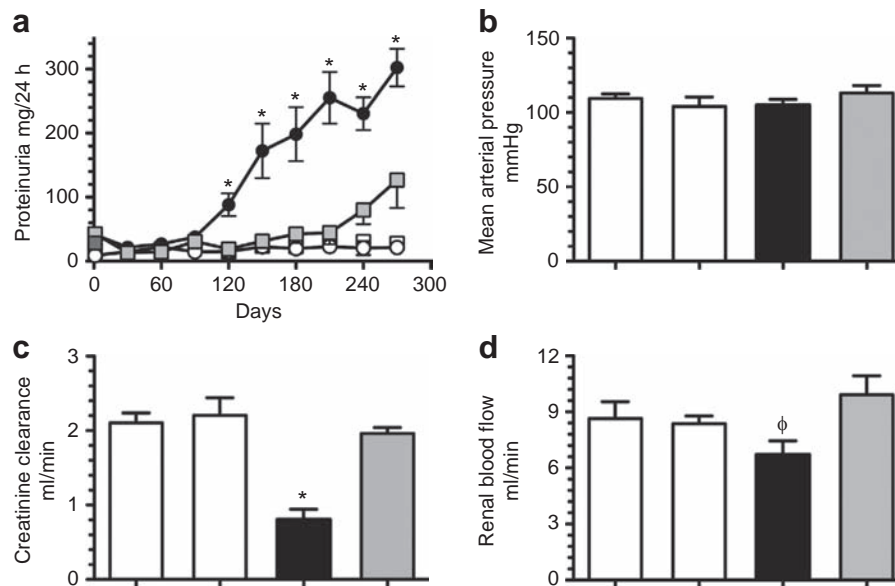 a
Proteinuria mg/24 h
300
200
100
0
* * * * * *
0 60 120 180 240 300
Days
b
Mean arterial pressure
mmHg
150
100
50
0
c
Creatinine clearance
ml/min
3
2
1
0
*
d
Renal blood flow
ml/min
12
9
6
3
0
ϕ